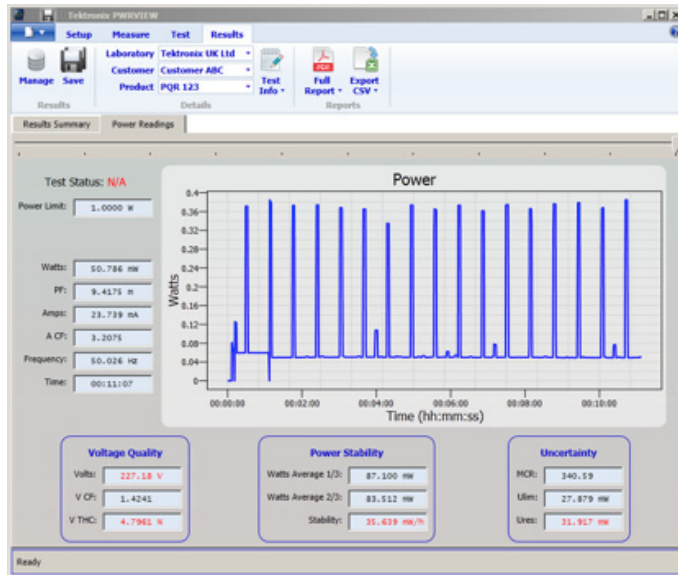 Tektronix PWRVIEW
Setup Measure Test Results
Laboratory Tektronix UK Ltd
Customer Customer ABC
Product PQR 123
Manage Save
Test Info
Full Report
Export CSV
Results Details Reports
Results Summary Power Readings
Test Status: N/A
Power Limit: 1.0000 W
Watts: 50.786 mW
PF: 9.4175 m
Amps: 23.739 mA
A CF: 3.2075
Frequency: 50.026 Hz
Time: 00:11:07
Power
Watts
0.4
0.36
0.32
0.28
0.24
0.2
0.16
0.12
0.08
0.04
0
00:00:00 00:02:00 00:04:00 00:06:00 00:08:00 00:10:00
Time (hh:mm:ss)
Voltage Quality
Volts: 227.18 V
V CF: 1.4241
V THC: 4.7961 %
Power Stability
Watts Average 1/3: 87.100 mW
Watts Average 2/3: 83.512 mW
Stability: 35.639 mW/h
Uncertainty
MCR: 340.59
Ulim: 27.879 mW
Ures: 31.917 mW
Ready